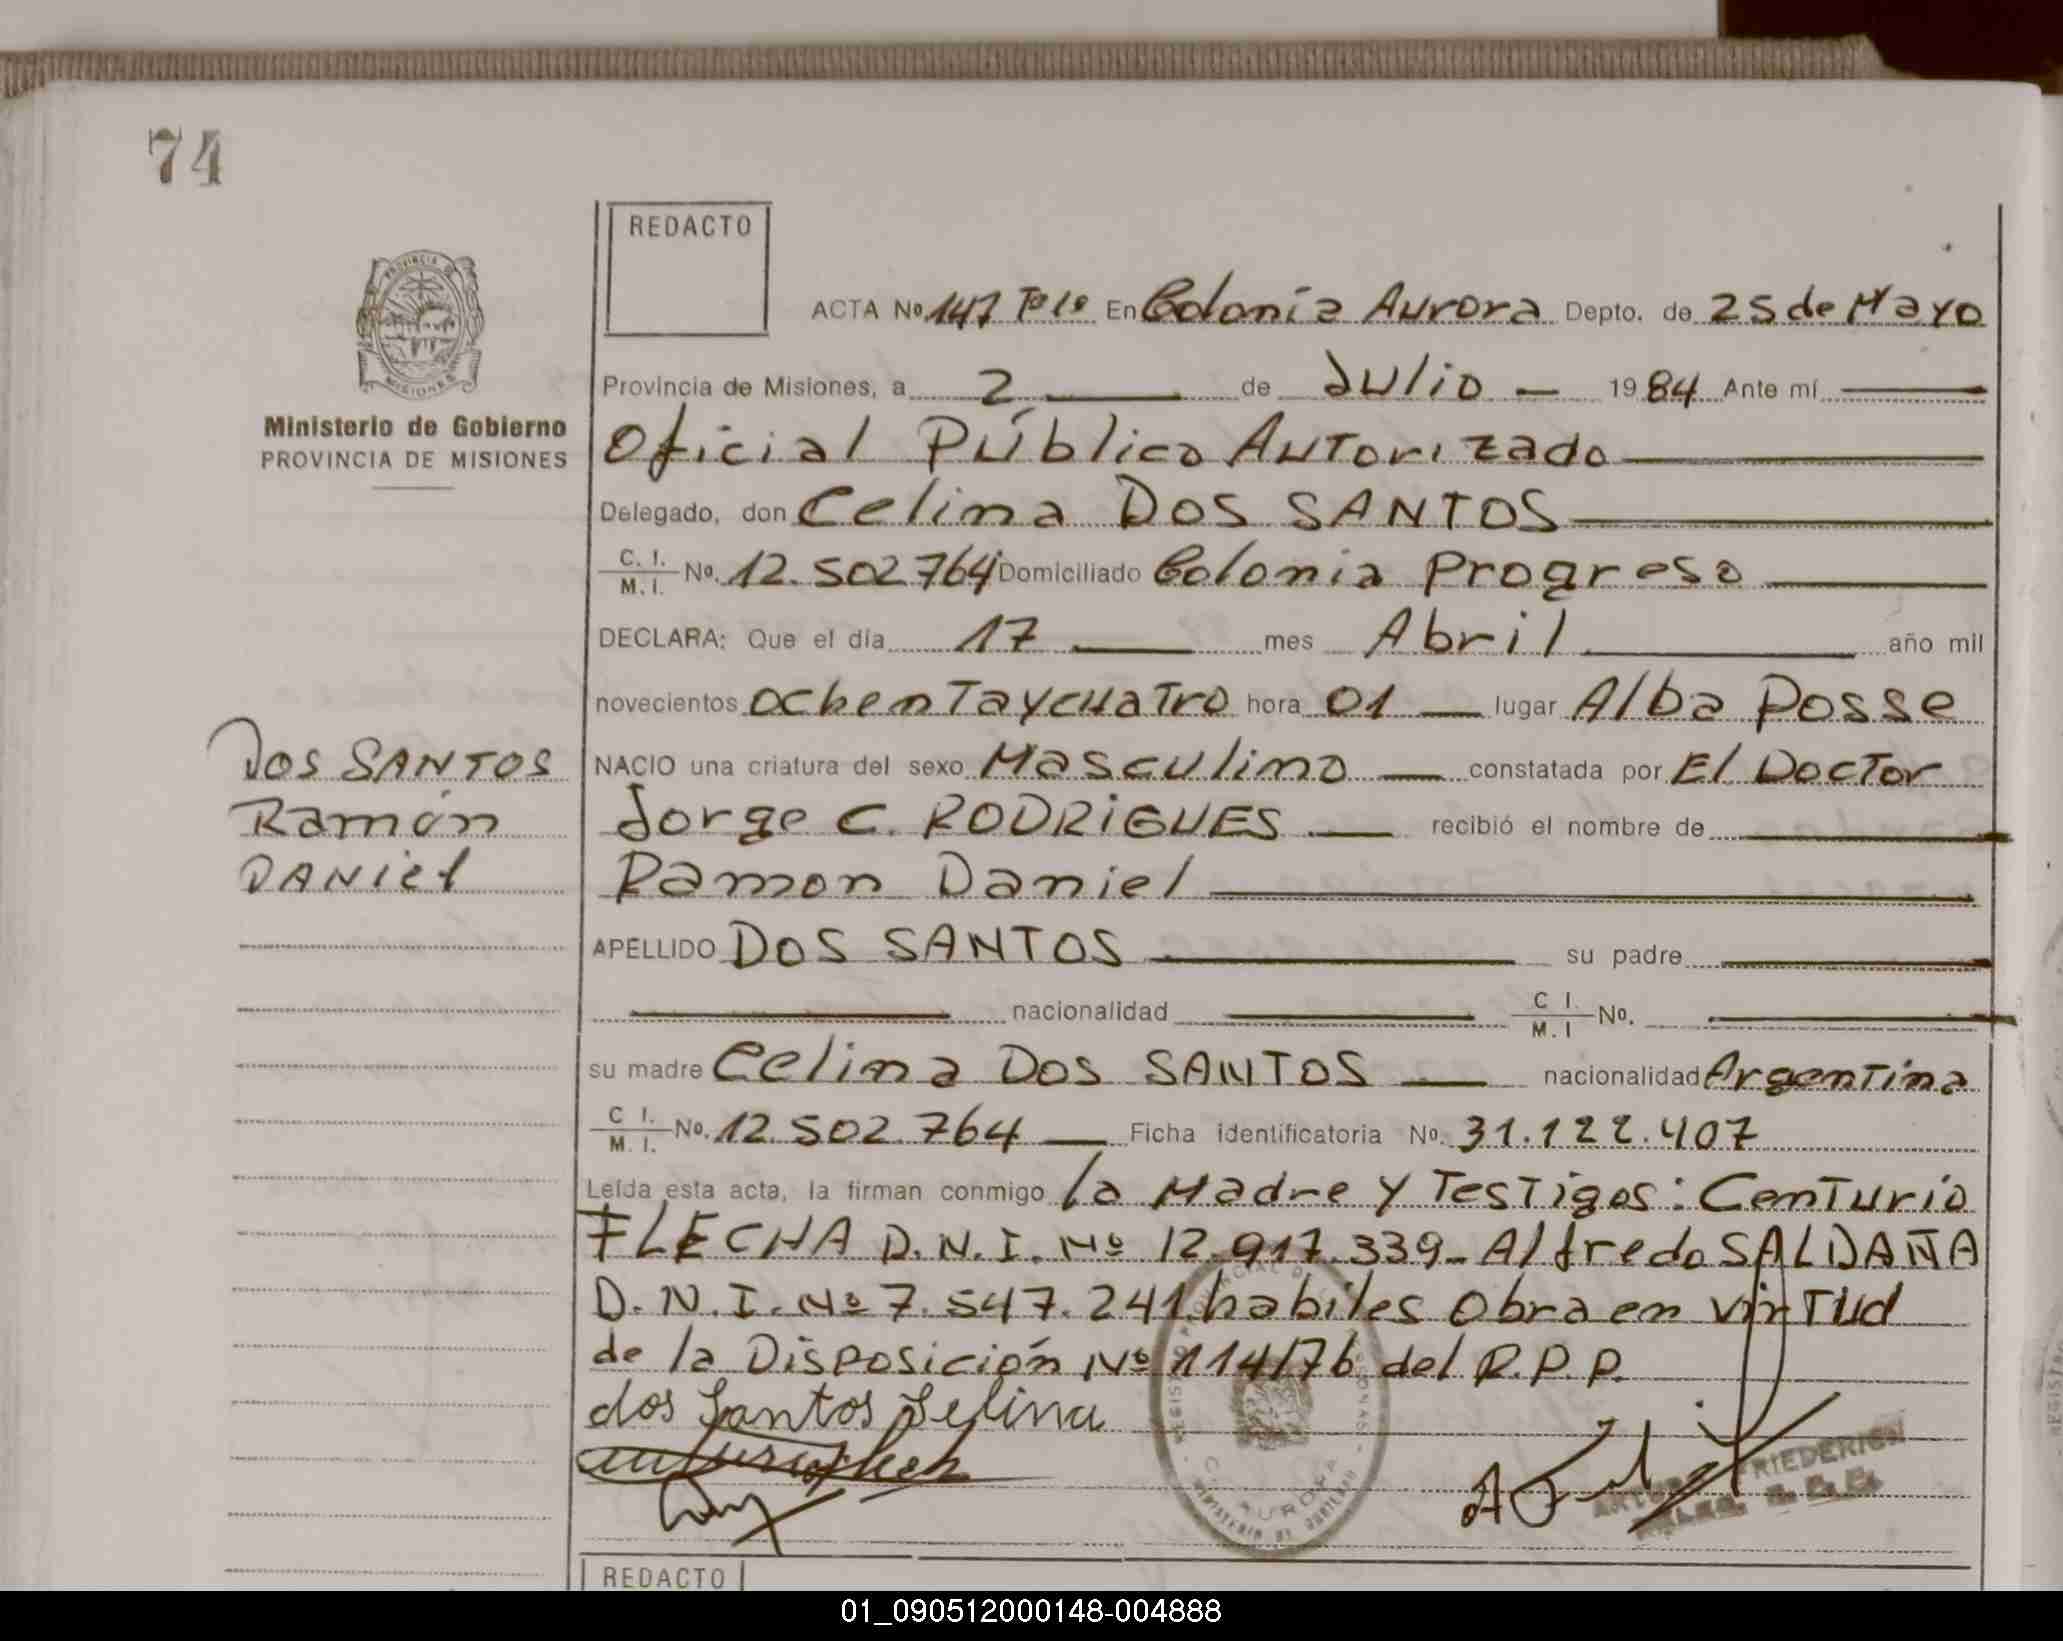 74
REDACTO
ACTA Nº 147 Tº 1º En Colonia Aurora Depto. de 25 de Mayo
Provincia de Misiones, a 2 de Julio 1984 Ante mí
Ministerio de Gobierno
PROVINCIA DE MISIONES
Oficial Público Autorizado
Delegado, don Celina DOS SANTOS
C. I. M. I. Nº. 12.502764 Domiciliado Colonia Progreso
DECLARA: Que el día 17 mes Abril año mil
novecientos ochentaycuatro hora 01 lugar Alba Posse
DOS SANTOS
Ramón
DANiel
NACIO una criatura del sexo Masculino constatada por El Doctor
Jorge C. RODRiGUES recibió el nombre de
Ramon Daniel
APELLIDO DOS SANTOS su padre
nacionalidad C I. M. I Nº.
su madre Celina DOS SANTOS nacionalidad Argentina
C I. M. I. Nº. 12.502.764 Ficha identificatoria Nº. 31.122.407
Leída esta acta, la firman conmigo la Madre y Testigos: Centurio
FLECHA D.N.I. Nº 12.917.339- Alfredo SALDAÑA
D.N.I. Nº 7.547.241 habiles Obra en virtud
de la Disposición Nº 114/76 del R.P.P.
dos Santos Selina
C. AURORA
FRIEDERICH
REDACTO
01_090512000148-004888